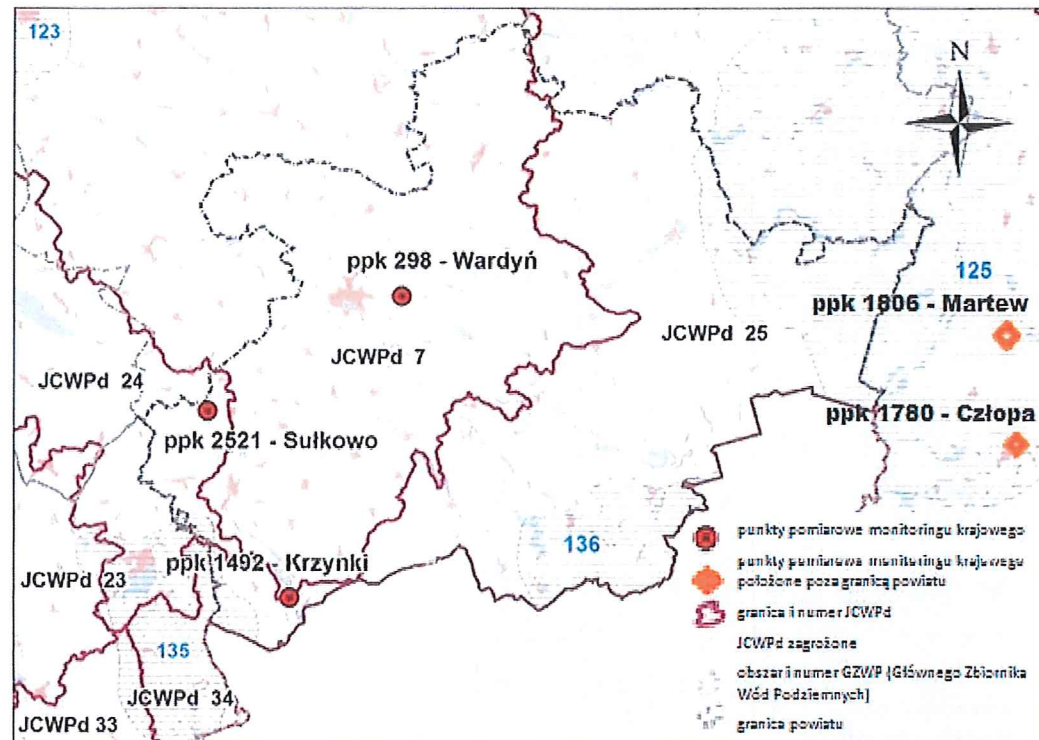 123
N
ppk 298 - Wardyń
125
ppk 1806 - Martew
JCWPd 7
JCWPd 25
JCWPd 24
ppk 1780 - Człopa
ppk 2521 - Sułkowo
punkty pomiarowe monitoringu krajowego
136
punkty pomiarowe monitoringu krajowego
położone poza granicą powiatu
ppk 1492 - Krzynki
JCWPd 23
granica i numer JCWPd
JCWPd zagrożone
135
obszar i numer GZWP (Głównego Zbiornika
Wód Podziemnych)
JCWPd 34
JCWPd 33
granica powiatu